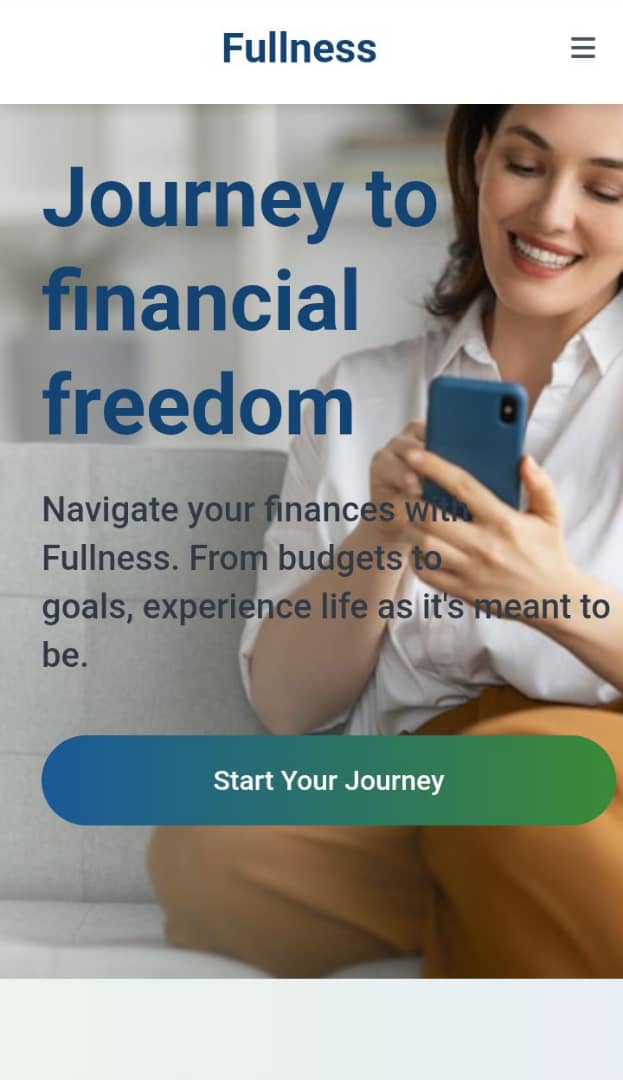 Fullness
Journey to
financial
freedom
Navigate your finances with
Fullness. From budgets to
goals, experience life as it's meant to
be.
Start Your Journey